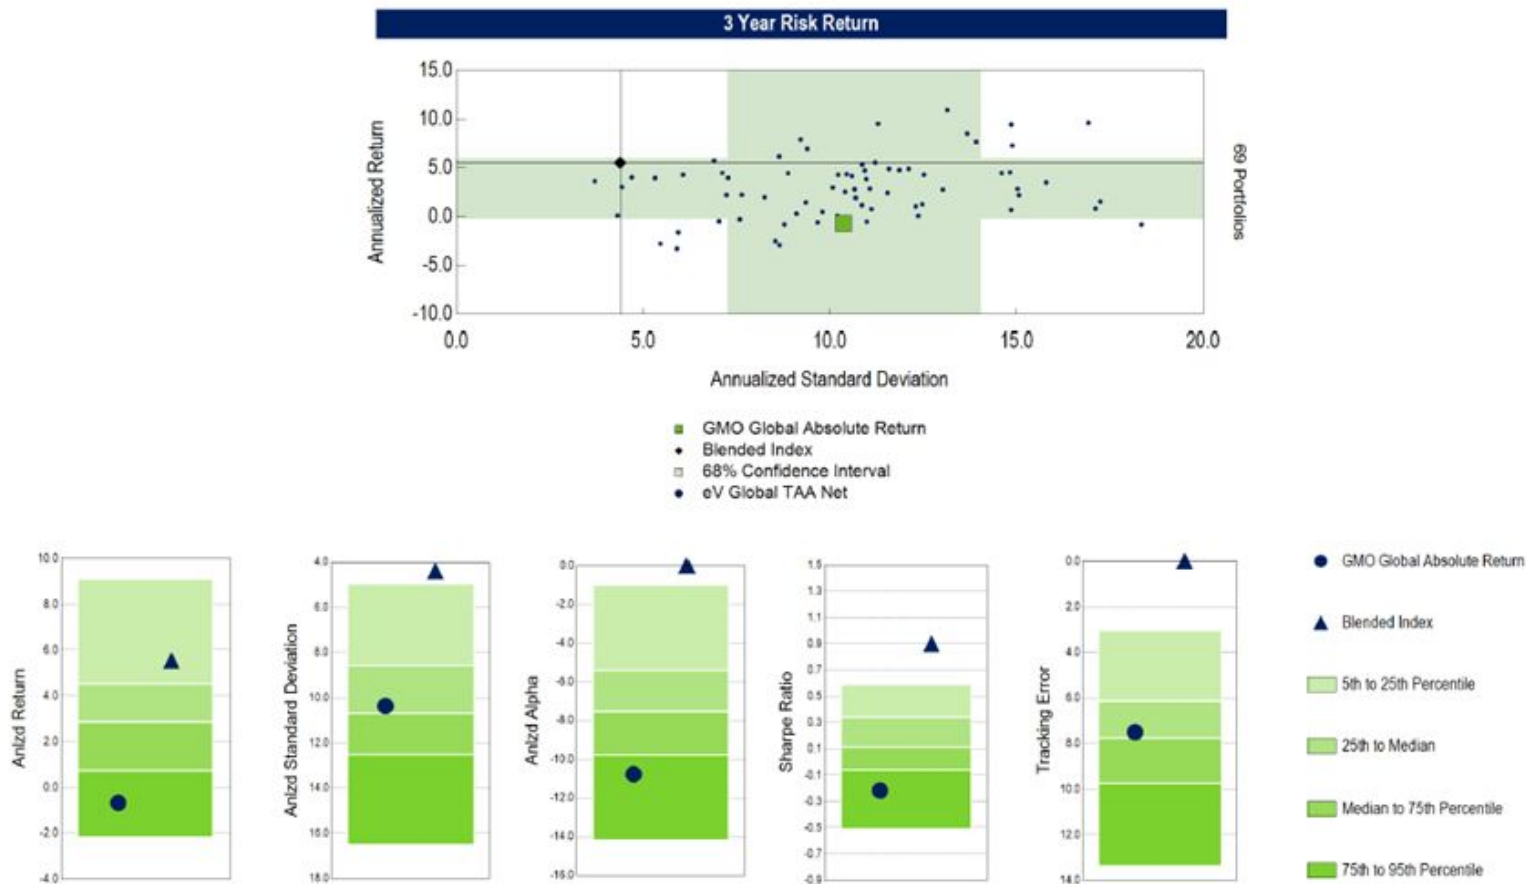 3 Year Risk Return
15.0
10.0
5.0
0.0
-5.0
-10.0
Annualized Return
69 Portfolios
0.0 5.0 10.0 15.0 20.0
Annualized Standard Deviation
GMO Global Absolute Return
Blended Index
68% Confidence Interval
eV Global TAA Net
Anlzd Return
10.0
8.0
6.0
4.0
2.0
0.0
-2.0
-4.0
Anlzd Standard Deviation
4.0
6.0
8.0
10.0
12.0
14.0
16.0
18.0
Anlzd Alpha
0.0
-2.0
-4.0
-6.0
-8.0
-10.0
-12.0
-14.0
-16.0
Sharpe Ratio
1.5
1.3
1.1
0.9
0.7
0.5
0.3
0.1
-0.1
-0.3
-0.5
-0.7
-0.9
Tracking Error
0.0
2.0
4.0
6.0
8.0
10.0
12.0
14.0
GMO Global Absolute Return
Blended Index
5th to 25th Percentile
25th to Median
Median to 75th Percentile
75th to 95th Percentile